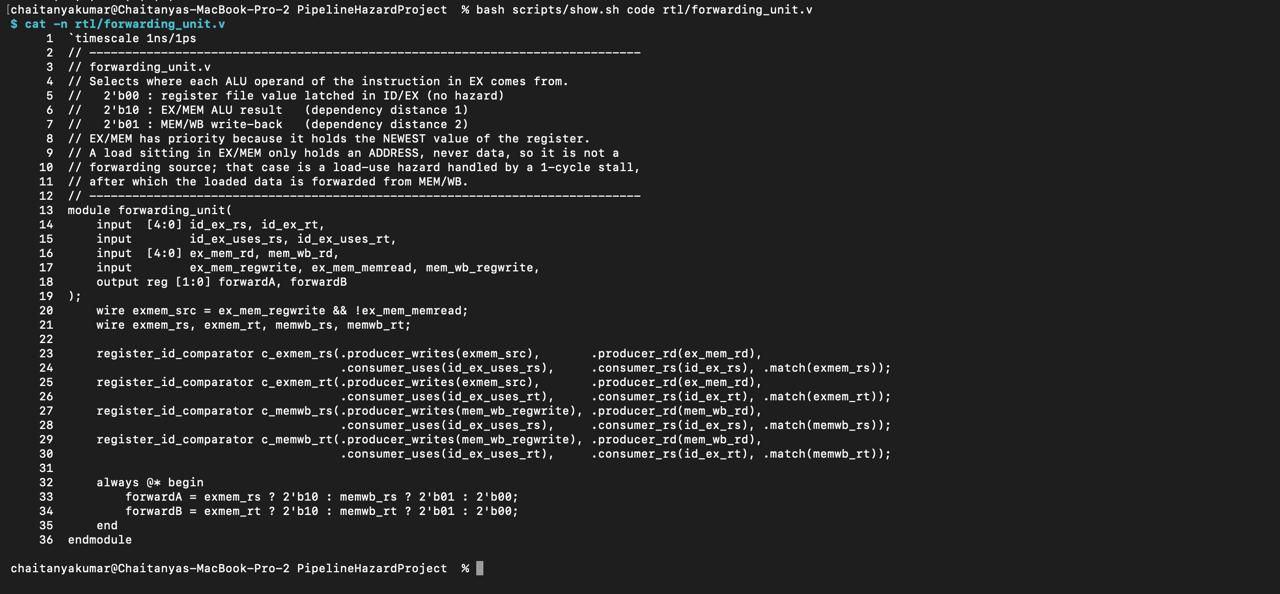 [chaitanyakumar@Chaitanyas-MacBook-Pro-2 PipelineHazardProject  % bash scripts/show.sh code rtl/forwarding_unit.v
$ cat -n rtl/forwarding_unit.v
     1  `timescale 1ns/1ps
     2  // -----------------------------------------------------------------------------
     3  // forwarding_unit.v
     4  // Selects where each ALU operand of the instruction in EX comes from.
     5  //   2'b00 : register file value latched in ID/EX (no hazard)
     6  //   2'b10 : EX/MEM ALU result   (dependency distance 1)
     7  //   2'b01 : MEM/WB write-back   (dependency distance 2)
     8  // EX/MEM has priority because it holds the NEWEST value of the register.
     9  // A load sitting in EX/MEM only holds an ADDRESS, never data, so it is not a
    10  // forwarding source; that case is a load-use hazard handled by a 1-cycle stall,
    11  // after which the loaded data is forwarded from MEM/WB.
    12  // -----------------------------------------------------------------------------
    13  module forwarding_unit(
    14      input  [4:0] id_ex_rs, id_ex_rt,
    15      input        id_ex_uses_rs, id_ex_uses_rt,
    16      input  [4:0] ex_mem_rd, mem_wb_rd,
    17      input        ex_mem_regwrite, ex_mem_memread, mem_wb_regwrite,
    18      output reg [1:0] forwardA, forwardB
    19  );
    20      wire exmem_src = ex_mem_regwrite && !ex_mem_memread;
    21      wire exmem_rs, exmem_rt, memwb_rs, memwb_rt;
    22
    23      register_id_comparator c_exmem_rs(.producer_writes(exmem_src),       .producer_rd(ex_mem_rd),
    24                                        .consumer_uses(id_ex_uses_rs),     .consumer_rs(id_ex_rs), .match(exmem_rs));
    25      register_id_comparator c_exmem_rt(.producer_writes(exmem_src),       .producer_rd(ex_mem_rd),
    26                                        .consumer_uses(id_ex_uses_rt),     .consumer_rs(id_ex_rt), .match(exmem_rt));
    27      register_id_comparator c_memwb_rs(.producer_writes(mem_wb_regwrite), .producer_rd(mem_wb_rd),
    28                                        .consumer_uses(id_ex_uses_rs),     .consumer_rs(id_ex_rs), .match(memwb_rs));
    29      register_id_comparator c_memwb_rt(.producer_writes(mem_wb_regwrite), .producer_rd(mem_wb_rd),
    30                                        .consumer_uses(id_ex_uses_rt),     .consumer_rs(id_ex_rt), .match(memwb_rt));
    31
    32      always @* begin
    33          forwardA = exmem_rs ? 2'b10 : memwb_rs ? 2'b01 : 2'b00;
    34          forwardB = exmem_rt ? 2'b10 : memwb_rt ? 2'b01 : 2'b00;
    35      end
    36  endmodule
chaitanyakumar@Chaitanyas-MacBook-Pro-2 PipelineHazardProject  %